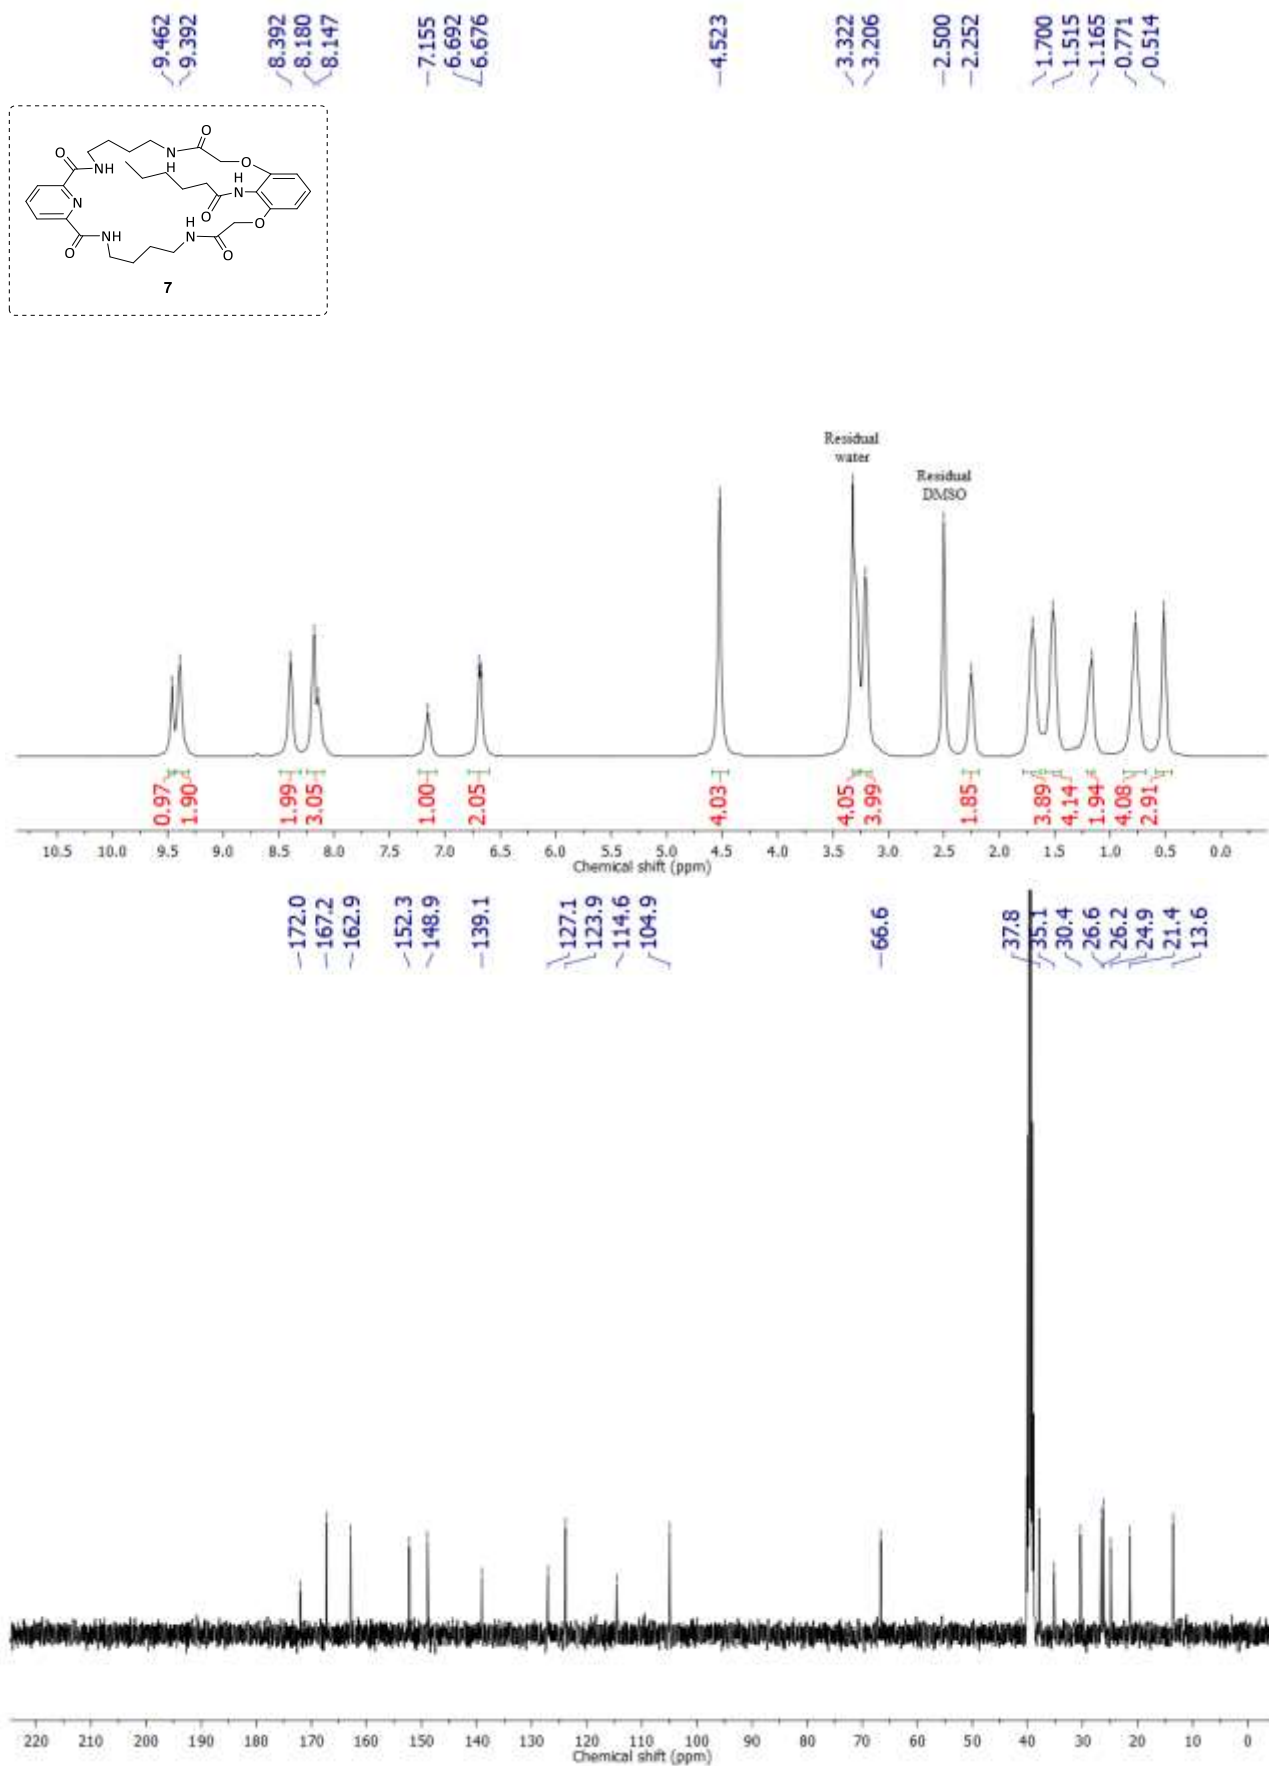 9.462
9.392
8.392
8.180
8.147
7.155
6.692
6.676
4.523
3.322
3.206
2.500
2.252
1.700
1.515
1.165
0.771
0.514
O
N
H
O
O
NH
N
O
H
N
O
NH
O
H
N
O
O
7
Residual
water
Residual
DMSO
0.97
1.90
1.99
3.05
1.00
2.05
4.03
4.05
3.99
1.85
3.89
4.14
1.94
4.08
2.91
10.5 10.0 9.5 9.0 8.5 8.0 7.5 7.0 6.5 6.0 5.5 5.0 4.5 4.0 3.5 3.0 2.5 2.0 1.5 1.0 0.5 0.0
Chemical shift (ppm)
172.0
167.2
162.9
152.3
148.9
139.1
127.1
123.9
114.6
104.9
66.6
37.8
35.1
30.4
26.6
26.2
24.9
21.4
13.6
220 210 200 190 180 170 160 150 140 130 120 110 100 90 80 70 60 50 40 30 20 10 0
Chemical shift (ppm)